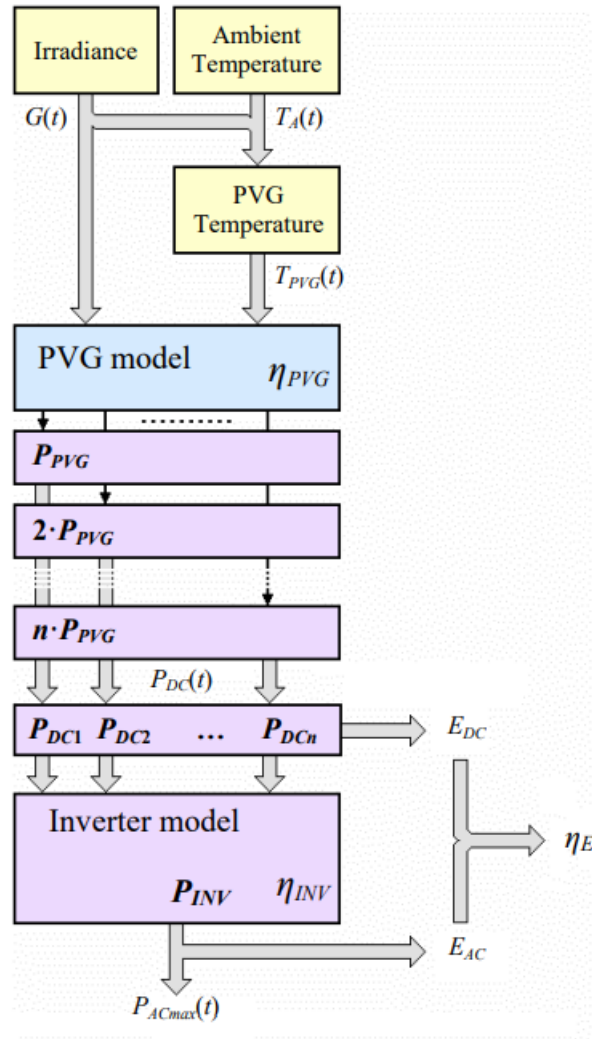 Irradiance
Ambient
Temperature
G(t)
T_A(t)
PVG
Temperature
T_PVG(t)
PVG model
η_PVG
P_PVG
2·P_PVG
n·P_PVG
P_DC(t)
P_DC1 P_DC2 ... P_DCn
E_DC
Inverter model
η_E
P_INV η_INV
E_AC
P_ACmax(t)